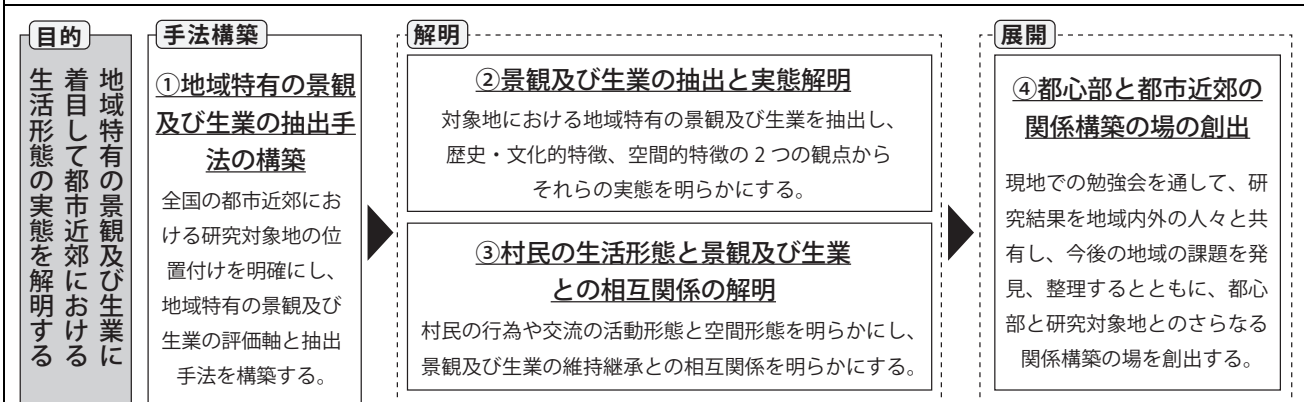 目的
地域特有の景観及び生業に
着目して都市近郊における
生活形態の実態を解明する
手法構築
①地域特有の景観
及び生業の抽出手
法の構築
全国の都市近郊にお
ける研究対象地の位
置付けを明確にし、
地域特有の景観及び
生業の評価軸と抽出
手法を構築する。
解明
②景観及び生業の抽出と実態解明
対象地における地域特有の景観及び生業を抽出し、
歴史・文化的特徴、空間的特徴の 2 つの観点から
それらの実態を明らかにする。
③村民の生活形態と景観及び生業
との相互関係の解明
村民の行為や交流の活動形態と空間形態を明らかにし、
景観及び生業の維持継承との相互関係を明らかにする。
展開
④都心部と都市近郊の
関係構築の場の創出
現地での勉強会を通して、研
究結果を地域内外の人々と共
有し、今後の地域の課題を発
見、整理するとともに、都心
部と研究対象地とのさらなる
関係構築の場を創出する。